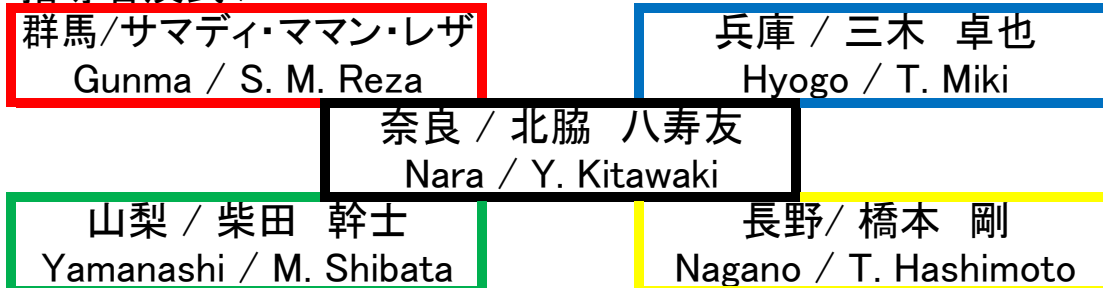 群馬/サマディ・ママン・レザ
Gunma / S. M. Reza
兵庫 / 三木　卓也
Hyogo / T. Miki
奈良 / 北脇　八寿友
Nara / Y. Kitawaki
山梨 / 柴田　幹士
Yamanashi / M. Shibata
長野/ 橋本　剛
Nagano / T. Hashimoto